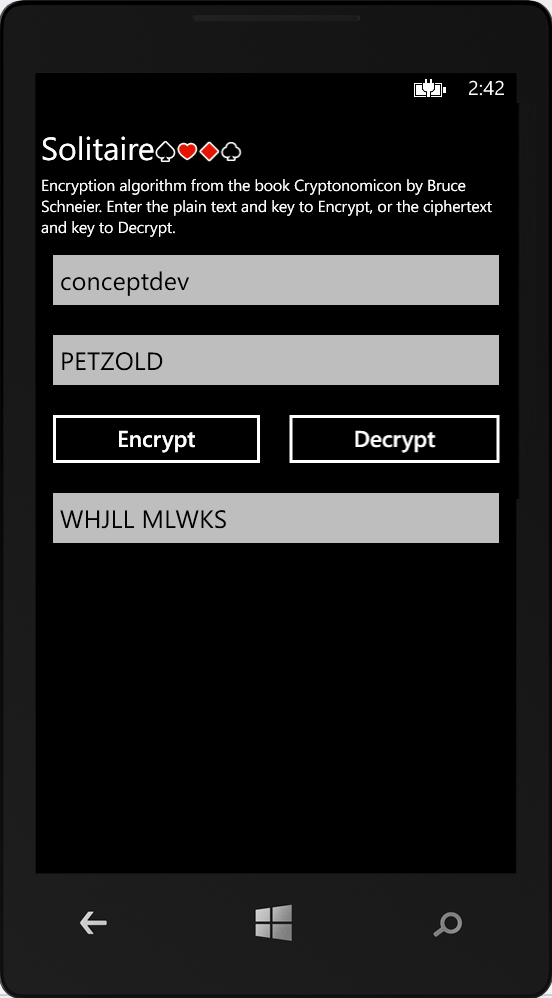 2:42
Solitaire♤♥♦♧
Encryption algorithm from the book Cryptonomicon by Bruce
Schneier. Enter the plain text and key to Encrypt, or the ciphertext
and key to Decrypt.
conceptdev
PETZOLD
Encrypt Decrypt
WHJLL MLWKS